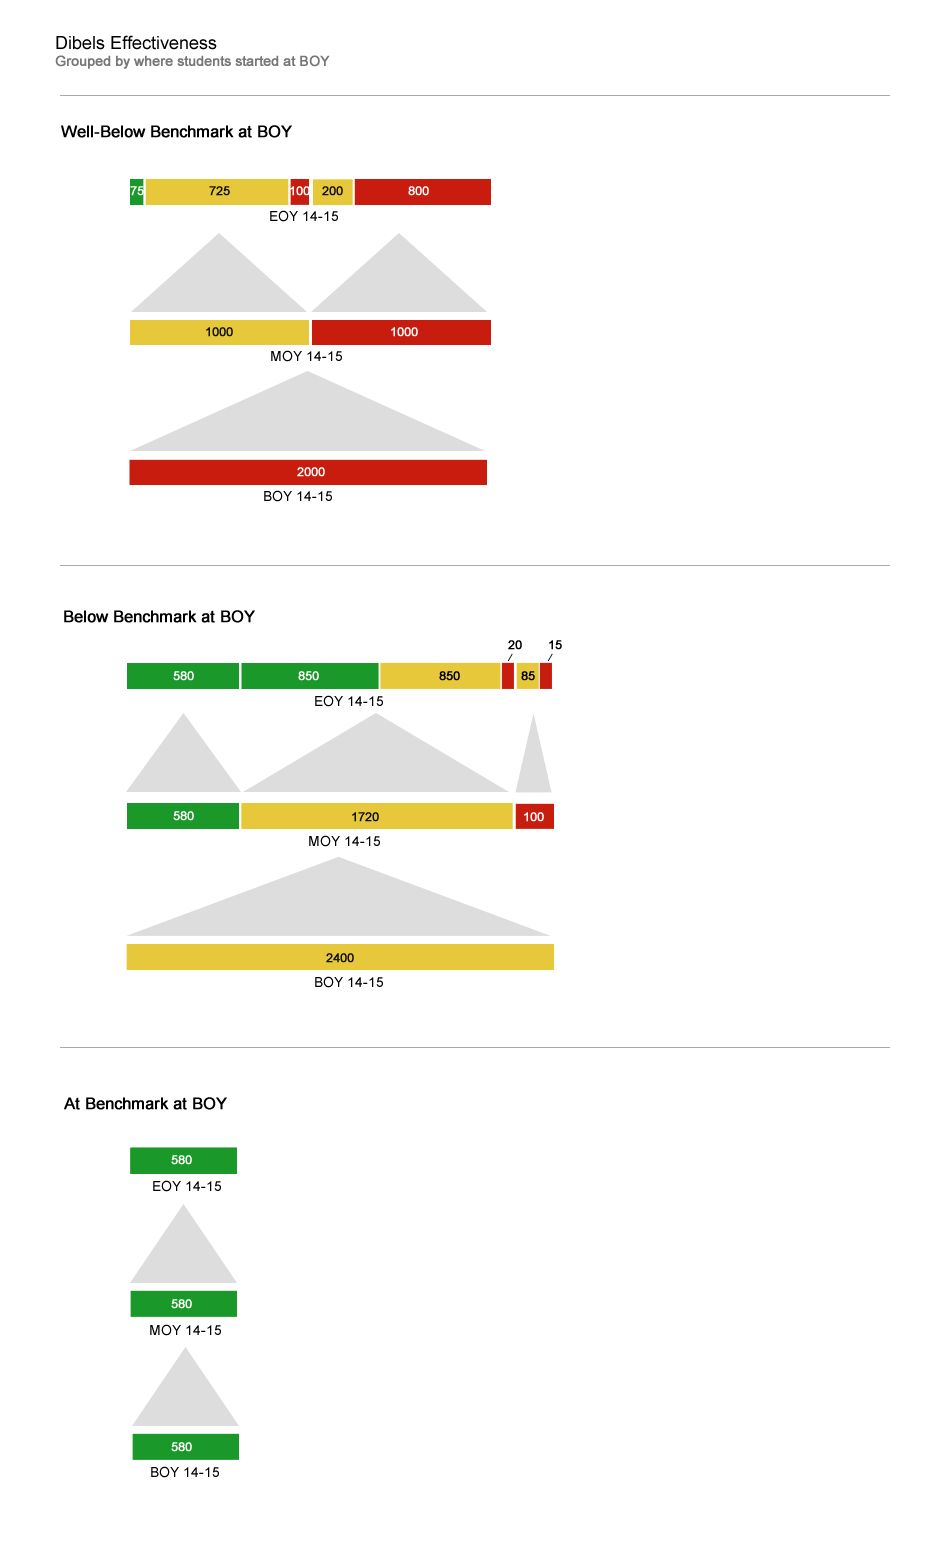 Dibels Effectiveness
Grouped by where students started at BOY
Well-Below Benchmark at BOY
75 725 100 200 800
EOY 14-15
1000 1000
MOY 14-15
2000
BOY 14-15
Below Benchmark at BOY
20 15
580 850 850 85
EOY 14-15
580 1720 100
MOY 14-15
2400
BOY 14-15
At Benchmark at BOY
580
EOY 14-15
580
MOY 14-15
580
BOY 14-15